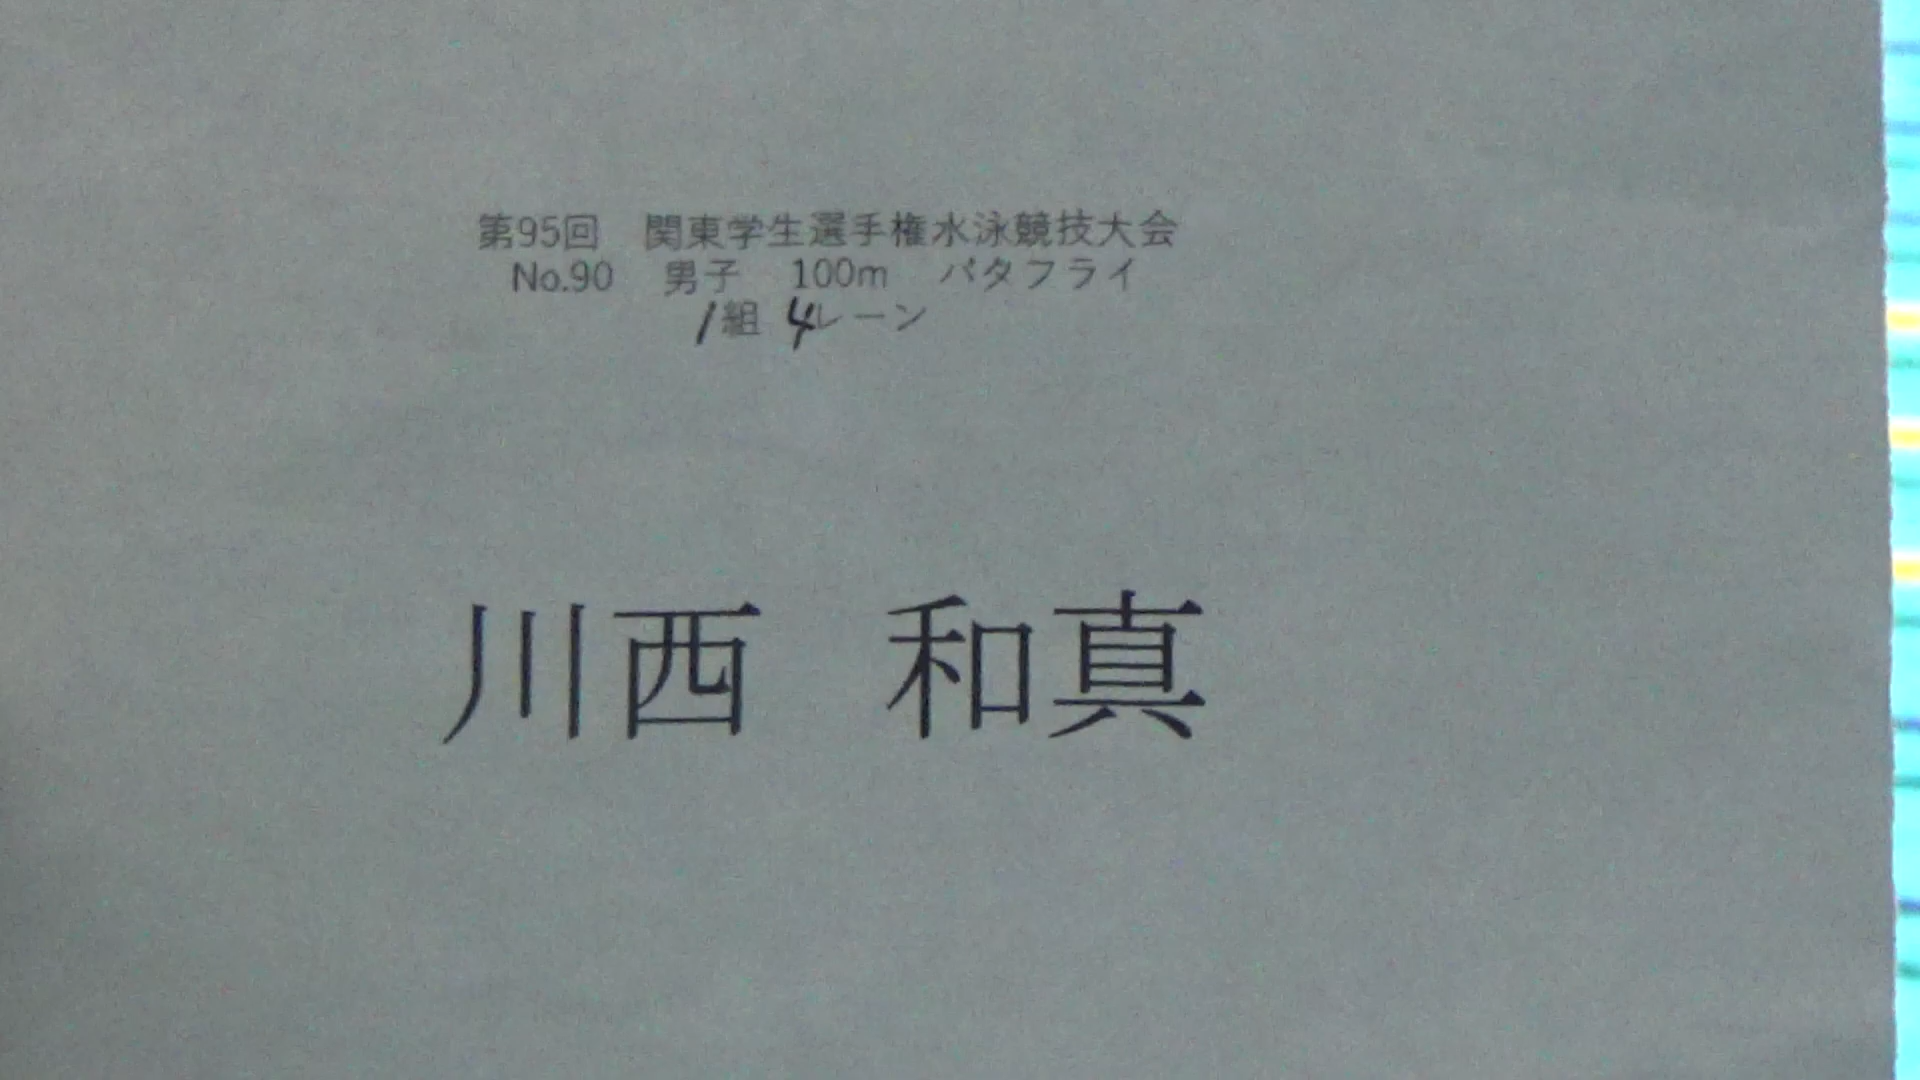 第95回 関東学生選手権水泳競技大会
No.90 男子 100m バタフライ
1組 4レーン
川西 和真